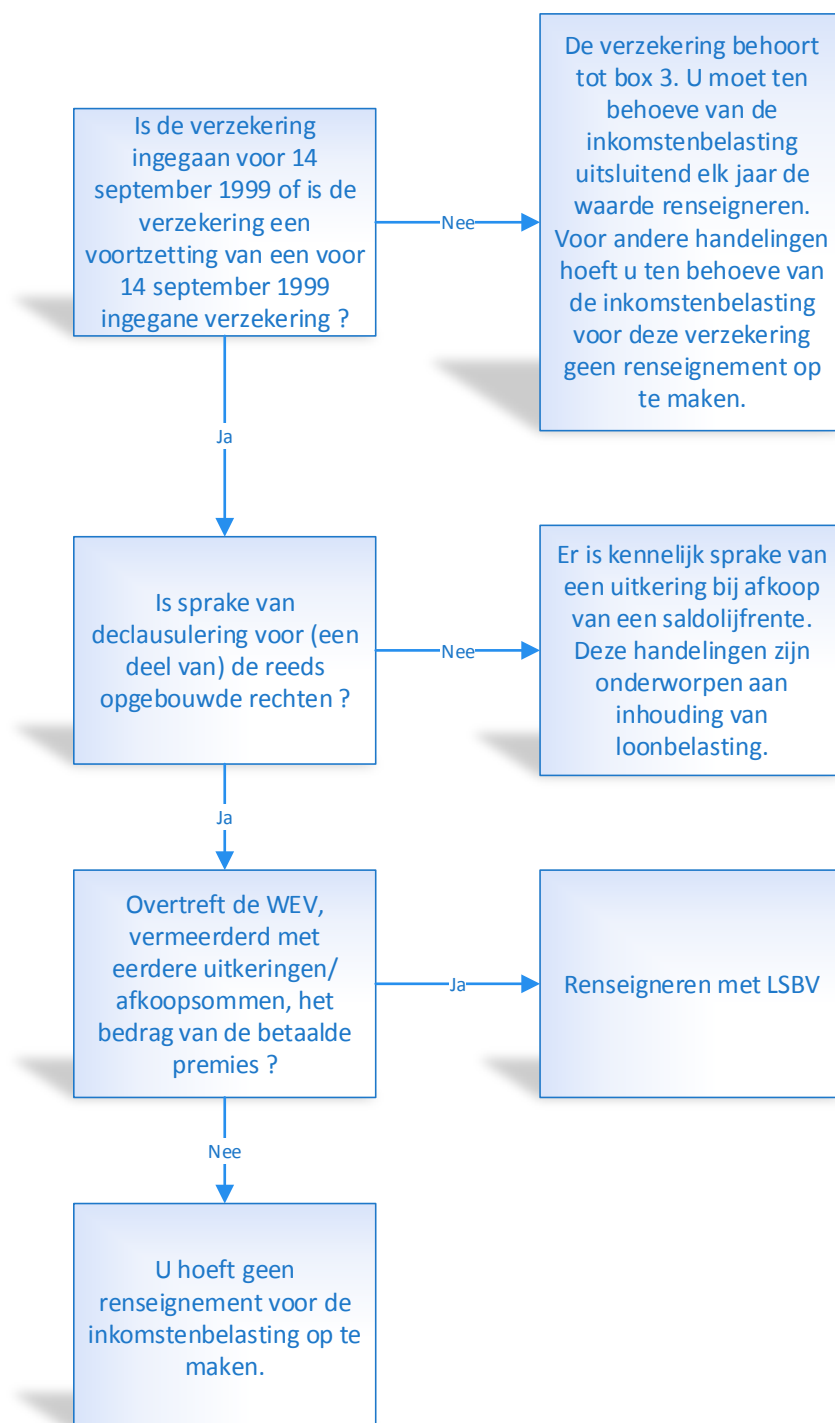 Is de verzekering
ingegaan voor 14
september 1999 of is de
verzekering een
voortzetting van een voor
14 september 1999
ingegane verzekering ?
Nee
De verzekering behoort
tot box 3. U moet ten
behoeve van de
inkomstenbelasting
uitsluitend elk jaar de
waarde renseigneren.
Voor andere handelingen
hoeft u ten behoeve van
de inkomstenbelasting
voor deze verzekering
geen renseignement op
te maken.
Ja
Is sprake van
declausulering voor (een
deel van) de reeds
opgebouwde rechten ?
Nee
Er is kennelijk sprake van
een uitkering bij afkoop
van een saldolijfrente.
Deze handelingen zijn
onderworpen aan
inhouding van
loonbelasting.
Ja
Overtreft de WEV,
vermeerderd met
eerdere uitkeringen/
afkoopsommen, het
bedrag van de betaalde
premies ?
Ja
Renseigneren met LSBV
Nee
U hoeft geen
renseignement voor de
inkomstenbelasting op te
maken.